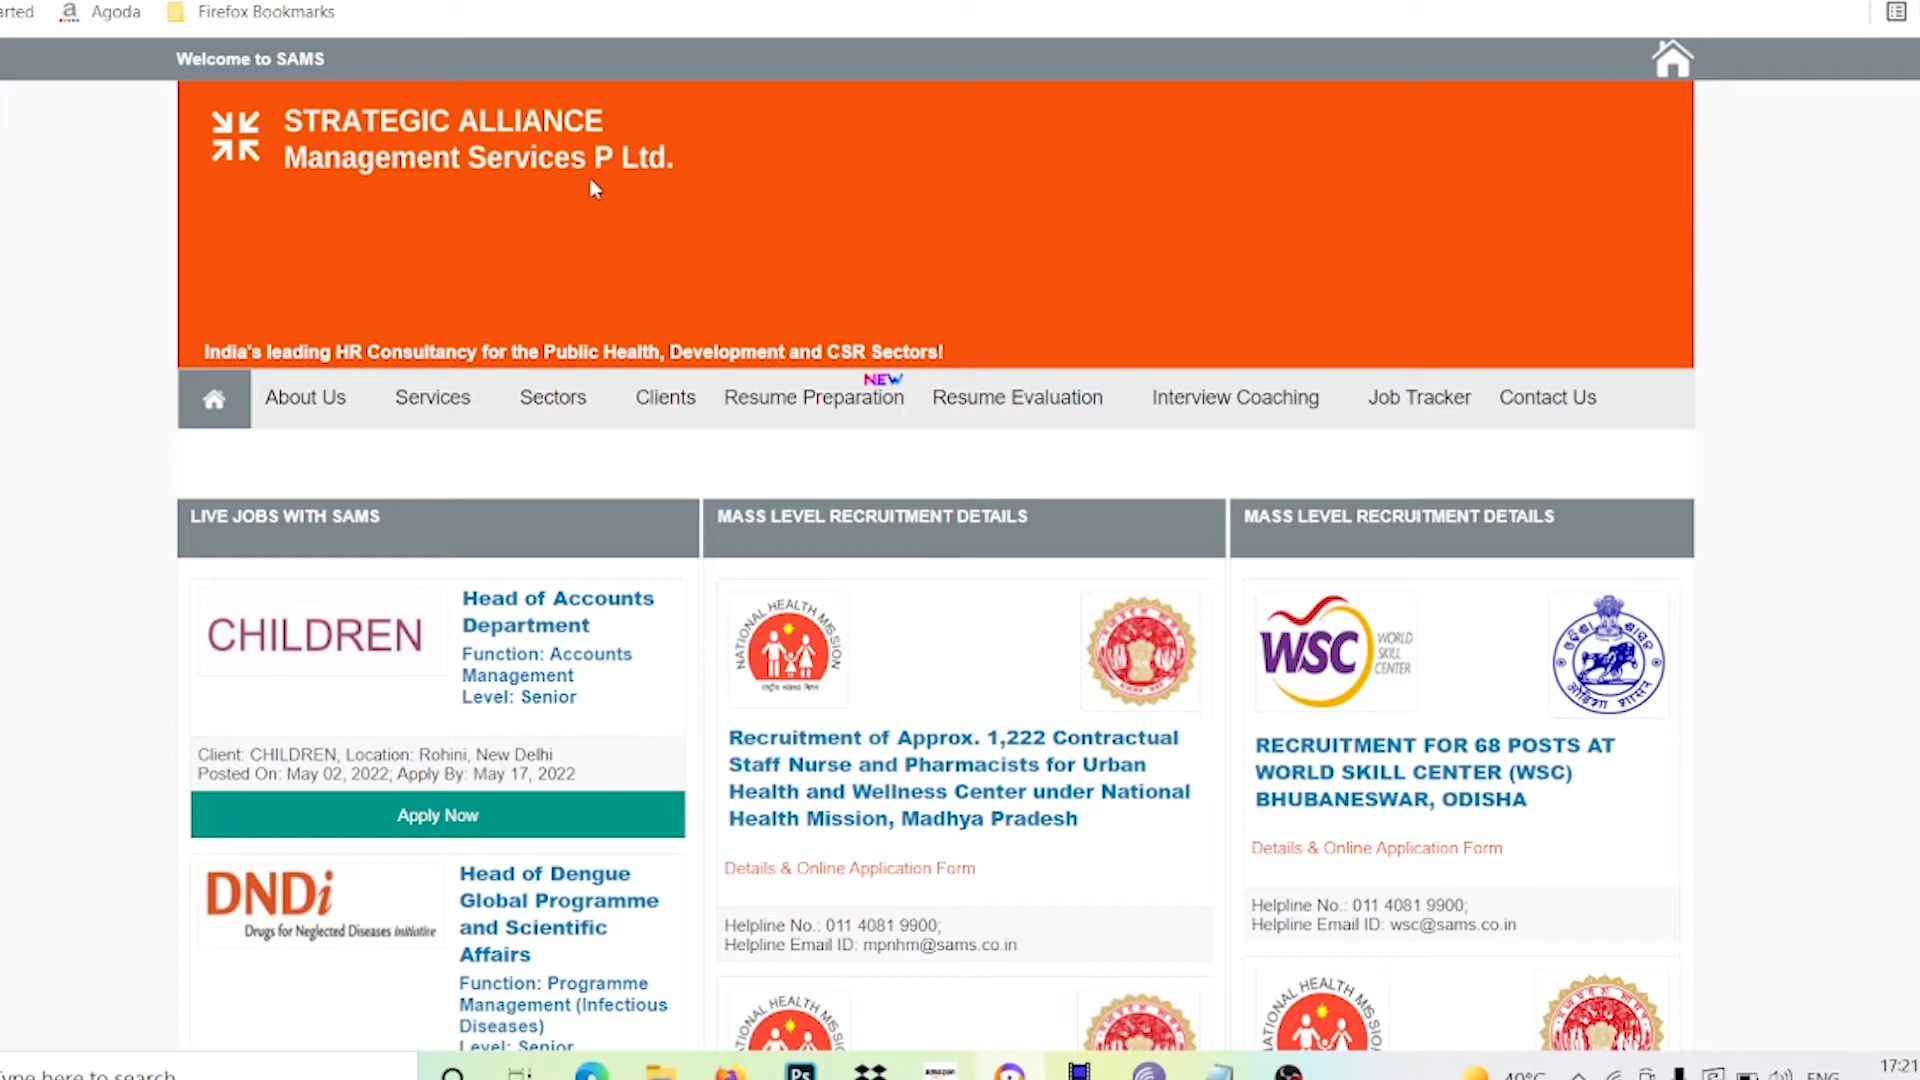 arted
Agoda
Firefox Bookmarks
Welcome to SAMS
STRATEGIC ALLIANCE
Management Services P Ltd.
India's leading HR Consultancy for the Public Health, Development and CSR Sectors!
About Us
Services
Sectors
Clients
NEW
Resume Preparation
Resume Evaluation
Interview Coaching
Job Tracker
Contact Us
LIVE JOBS WITH SAMS
CHILDREN
Head of Accounts
Department
Function: Accounts
Management
Level: Senior
Client: CHILDREN, Location: Rohini, New Delhi
Posted On: May 02, 2022; Apply By: May 17, 2022
Apply Now
DNDi
Drugs for Neglected Diseases initiative
Head of Dengue
Global Programme
and Scientific
Affairs
Function: Programme
Management (Infectious
Diseases)
Level: Senior
MASS LEVEL RECRUITMENT DETAILS
NATIONAL HEALTH MISSION
राष्ट्रीय स्वास्थ्य मिशन
Recruitment of Approx. 1,222 Contractual
Staff Nurse and Pharmacists for Urban
Health and Wellness Center under National
Health Mission, Madhya Pradesh
Details & Online Application Form
Helpline No.: 011 4081 9900;
Helpline Email ID: mpnhm@sams.co.in
MASS LEVEL RECRUITMENT DETAILS
WSC
WORLD
SKILL
CENTER
RECRUITMENT FOR 68 POSTS AT
WORLD SKILL CENTER (WSC)
BHUBANESWAR, ODISHA
Details & Online Application Form
Helpline No.: 011 4081 9900;
Helpline Email ID: wsc@sams.co.in
Type here to search
Ps
amazon
40°C
ENG
17:21